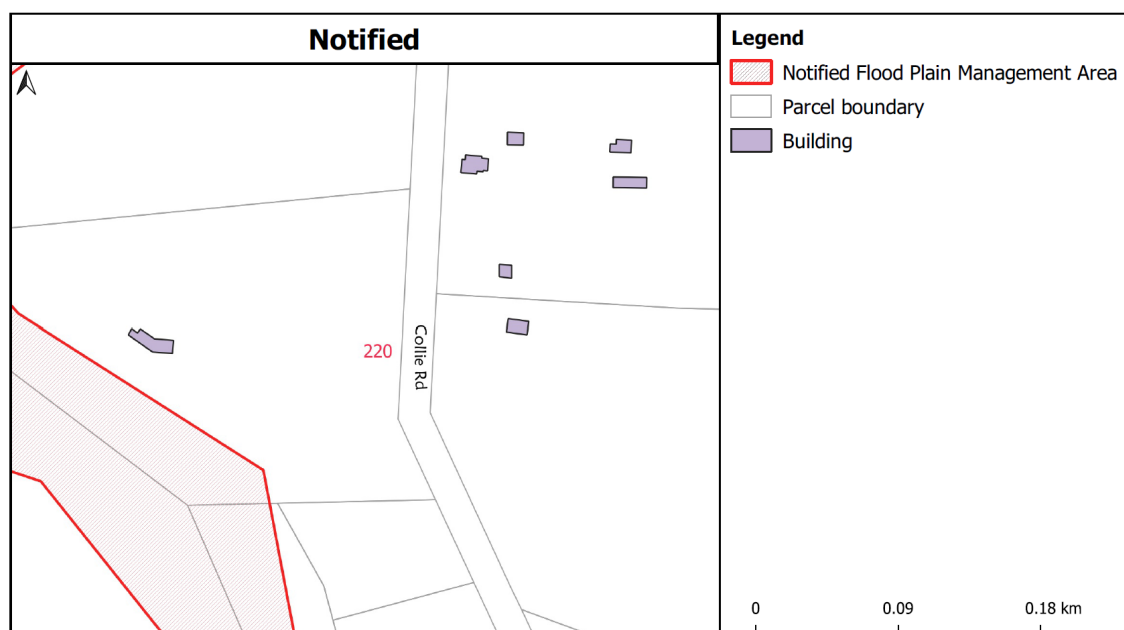 Notified
Legend
Notified Flood Plain Management Area
Parcel boundary
Building
220
Collie Rd
0 0.09 0.18 km